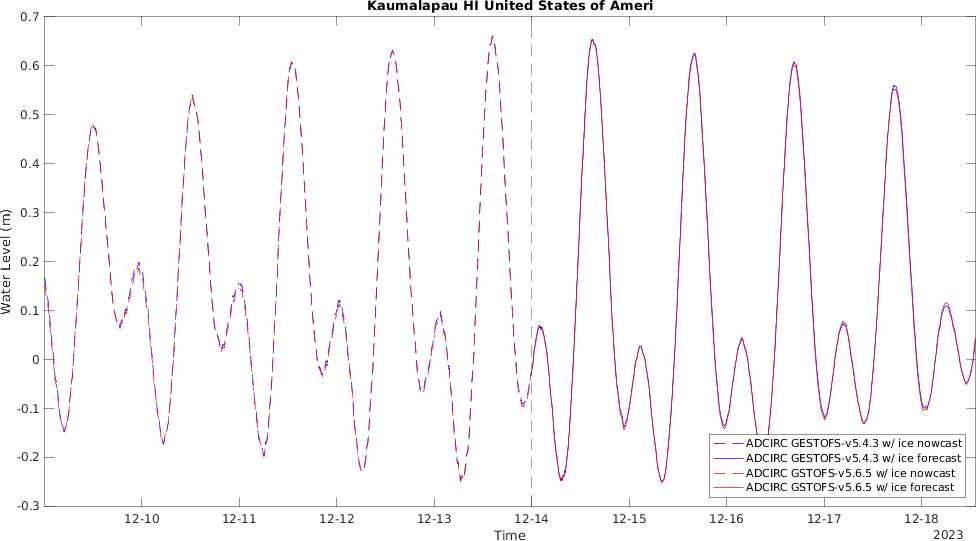 Kaumalapau HI United States of Ameri
0.7
0.6
0.5
0.4
0.3
0.2
0.1
0
-0.1
-0.2
-0.3
Water Level (m)
ADCIRC GESTOFS-v5.4.3 w/ ice nowcast
ADCIRC GESTOFS-v5.4.3 w/ ice forecast
ADCIRC GSTOFS-v5.6.5 w/ ice nowcast
ADCIRC GSTOFS-v5.6.5 w/ ice forecast
12-10 12-11 12-12 12-13 12-14 12-15 12-16 12-17 12-18
Time
2023